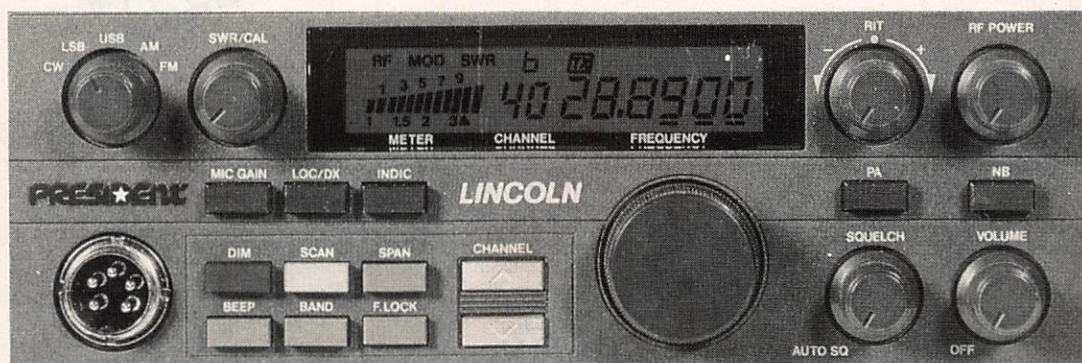 LSB USB AM
CW FM
SWR/CAL
RF MOD SWR b TX
1 3 5 7 9
40 28.8900
1 1.5 2 3
METER CHANNEL FREQUENCY
RIT
- +
RF POWER
PRESIDENT
MIC GAIN LOC/DX INDIC
LINCOLN
PA NB
DIM SCAN SPAN CHANNEL
BEEP BAND F.LOCK
SQUELCH VOLUME
AUTO SQ OFF